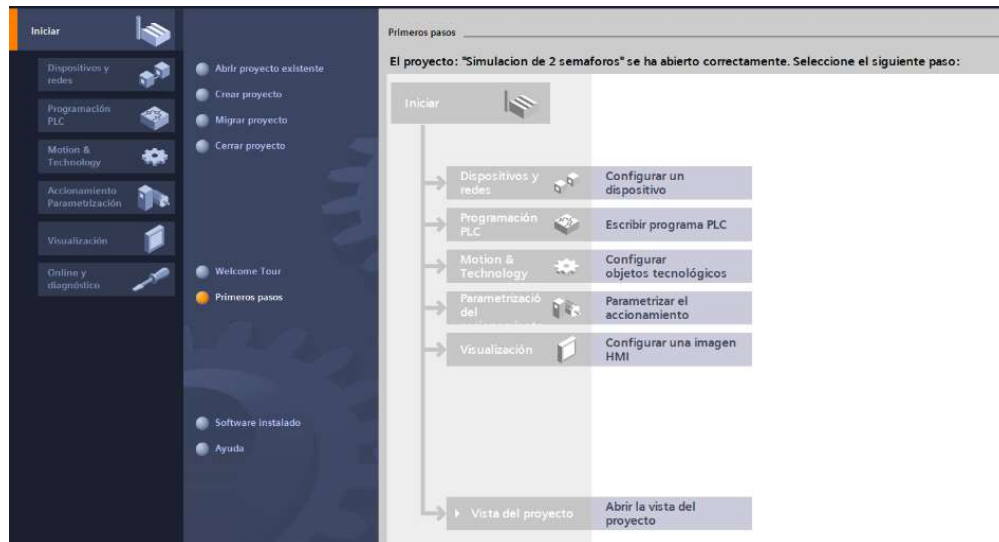 Iniciar
Dispositivos y
redes
Programación
PLC
Motion &
Technology
Accionamiento
Parametrización
Visualización
Online y
diagnóstico
Abrir proyecto existente
Crear proyecto
Migrar proyecto
Cerrar proyecto
Welcome Tour
Primeros pasos
Software instalado
Ayuda
Primeros pasos
El proyecto: "Simulacion de 2 semaforos" se ha abierto correctamente. Seleccione el siguiente paso:
Iniciar
Dispositivos y
redes
Configurar un
dispositivo
Programación
PLC
Escribir programa PLC
Motion &
Technology
Configurar
objetos tecnológicos
Parametrizació
del
Parametrizar el
accionamiento
Visualización
Configurar una imagen
HMI
Vista del proyecto
Abrir la vista del
proyecto